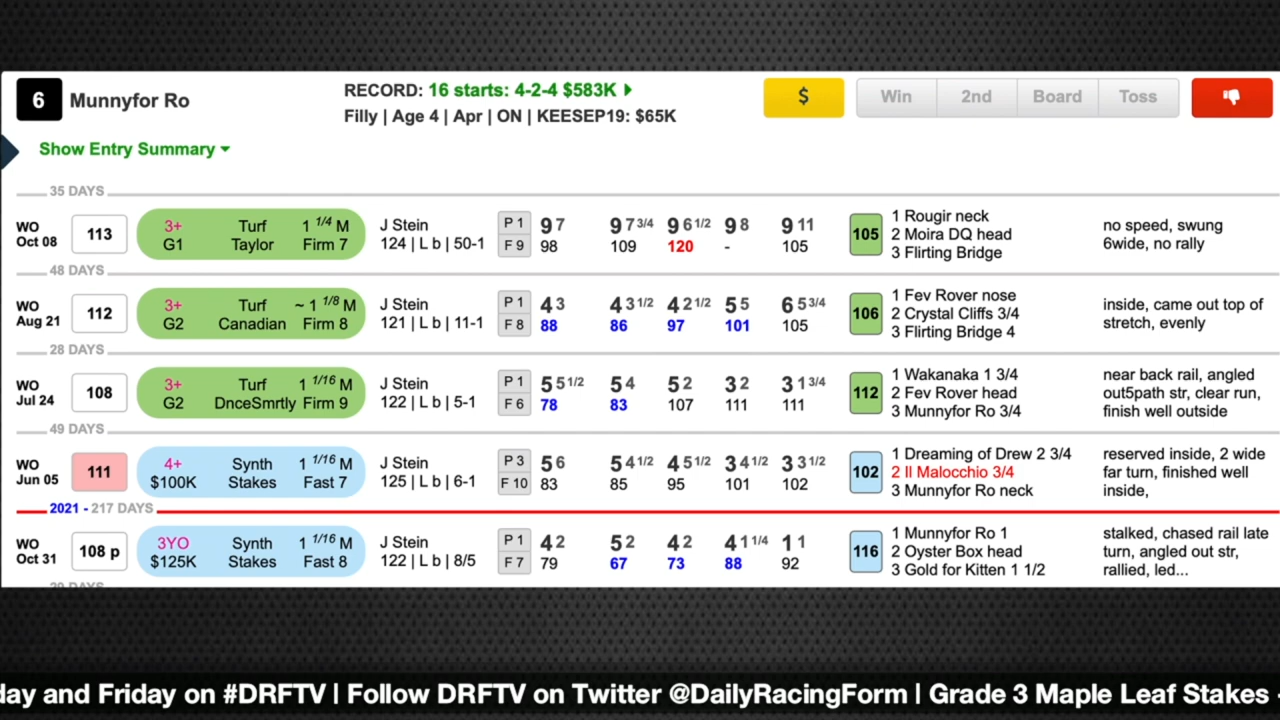 6 Munnyfor Ro
RECORD: 16 starts: 4-2-4 $583K
Filly | Age 4 | Apr | ON | KEESEP19: $65K
$ Win 2nd Board Toss
Show Entry Summary
35 DAYS
WO Oct 08 113 3+ G1 Turf Taylor 1 1/4 M Firm 7 J Stein 124 | L b | 50-1 P 1 F 9 9 7 98 9 7 3/4 109 9 6 1/2 120 9 8 - 9 11 105 105 1 Rougir neck 2 Moira DQ head 3 Flirting Bridge no speed, swung 6wide, no rally
48 DAYS
WO Aug 21 112 3+ G2 Turf Canadian ~ 1 1/8 M Firm 8 J Stein 121 | L b | 11-1 P 1 F 8 4 3 88 4 3 1/2 86 4 2 1/2 97 5 5 101 6 5 3/4 105 106 1 Fev Rover nose 2 Crystal Cliffs 3/4 3 Flirting Bridge 4 inside, came out top of stretch, evenly
28 DAYS
WO Jul 24 108 3+ G2 Turf DnceSmrtly 1 1/16 M Firm 9 J Stein 122 | L b | 5-1 P 1 F 6 5 5 1/2 78 5 4 83 5 2 107 3 2 111 3 1 3/4 111 112 1 Wakanaka 1 3/4 2 Fev Rover head 3 Munnyfor Ro 3/4 near back rail, angled out5path str, clear run, finish well outside
49 DAYS
WO Jun 05 111 4+ $100K Synth Stakes 1 1/16 M Fast 7 J Stein 125 | L b | 6-1 P 3 F 10 5 6 83 5 4 1/2 85 4 5 1/2 95 3 4 1/2 101 3 3 1/2 102 102 1 Dreaming of Drew 2 3/4 2 Il Malocchio 3/4 3 Munnyfor Ro neck reserved inside, 2 wide far turn, finished well inside,
2021 - 217 DAYS
WO Oct 31 108 p 3YO $125K Synth Stakes 1 1/16 M Fast 8 J Stein 122 | L b | 8/5 P 1 F 7 4 2 79 5 2 67 4 2 73 4 1 1/4 88 1 1 92 116 1 Munnyfor Ro 1 2 Oyster Box head 3 Gold for Kitten 1 1/2 stalked, chased rail late turn, angled out str, rallied, led...
day and Friday on #DRFTV | Follow DRFTV on Twitter @DailyRacingForm | Grade 3 Maple Leaf Stakes